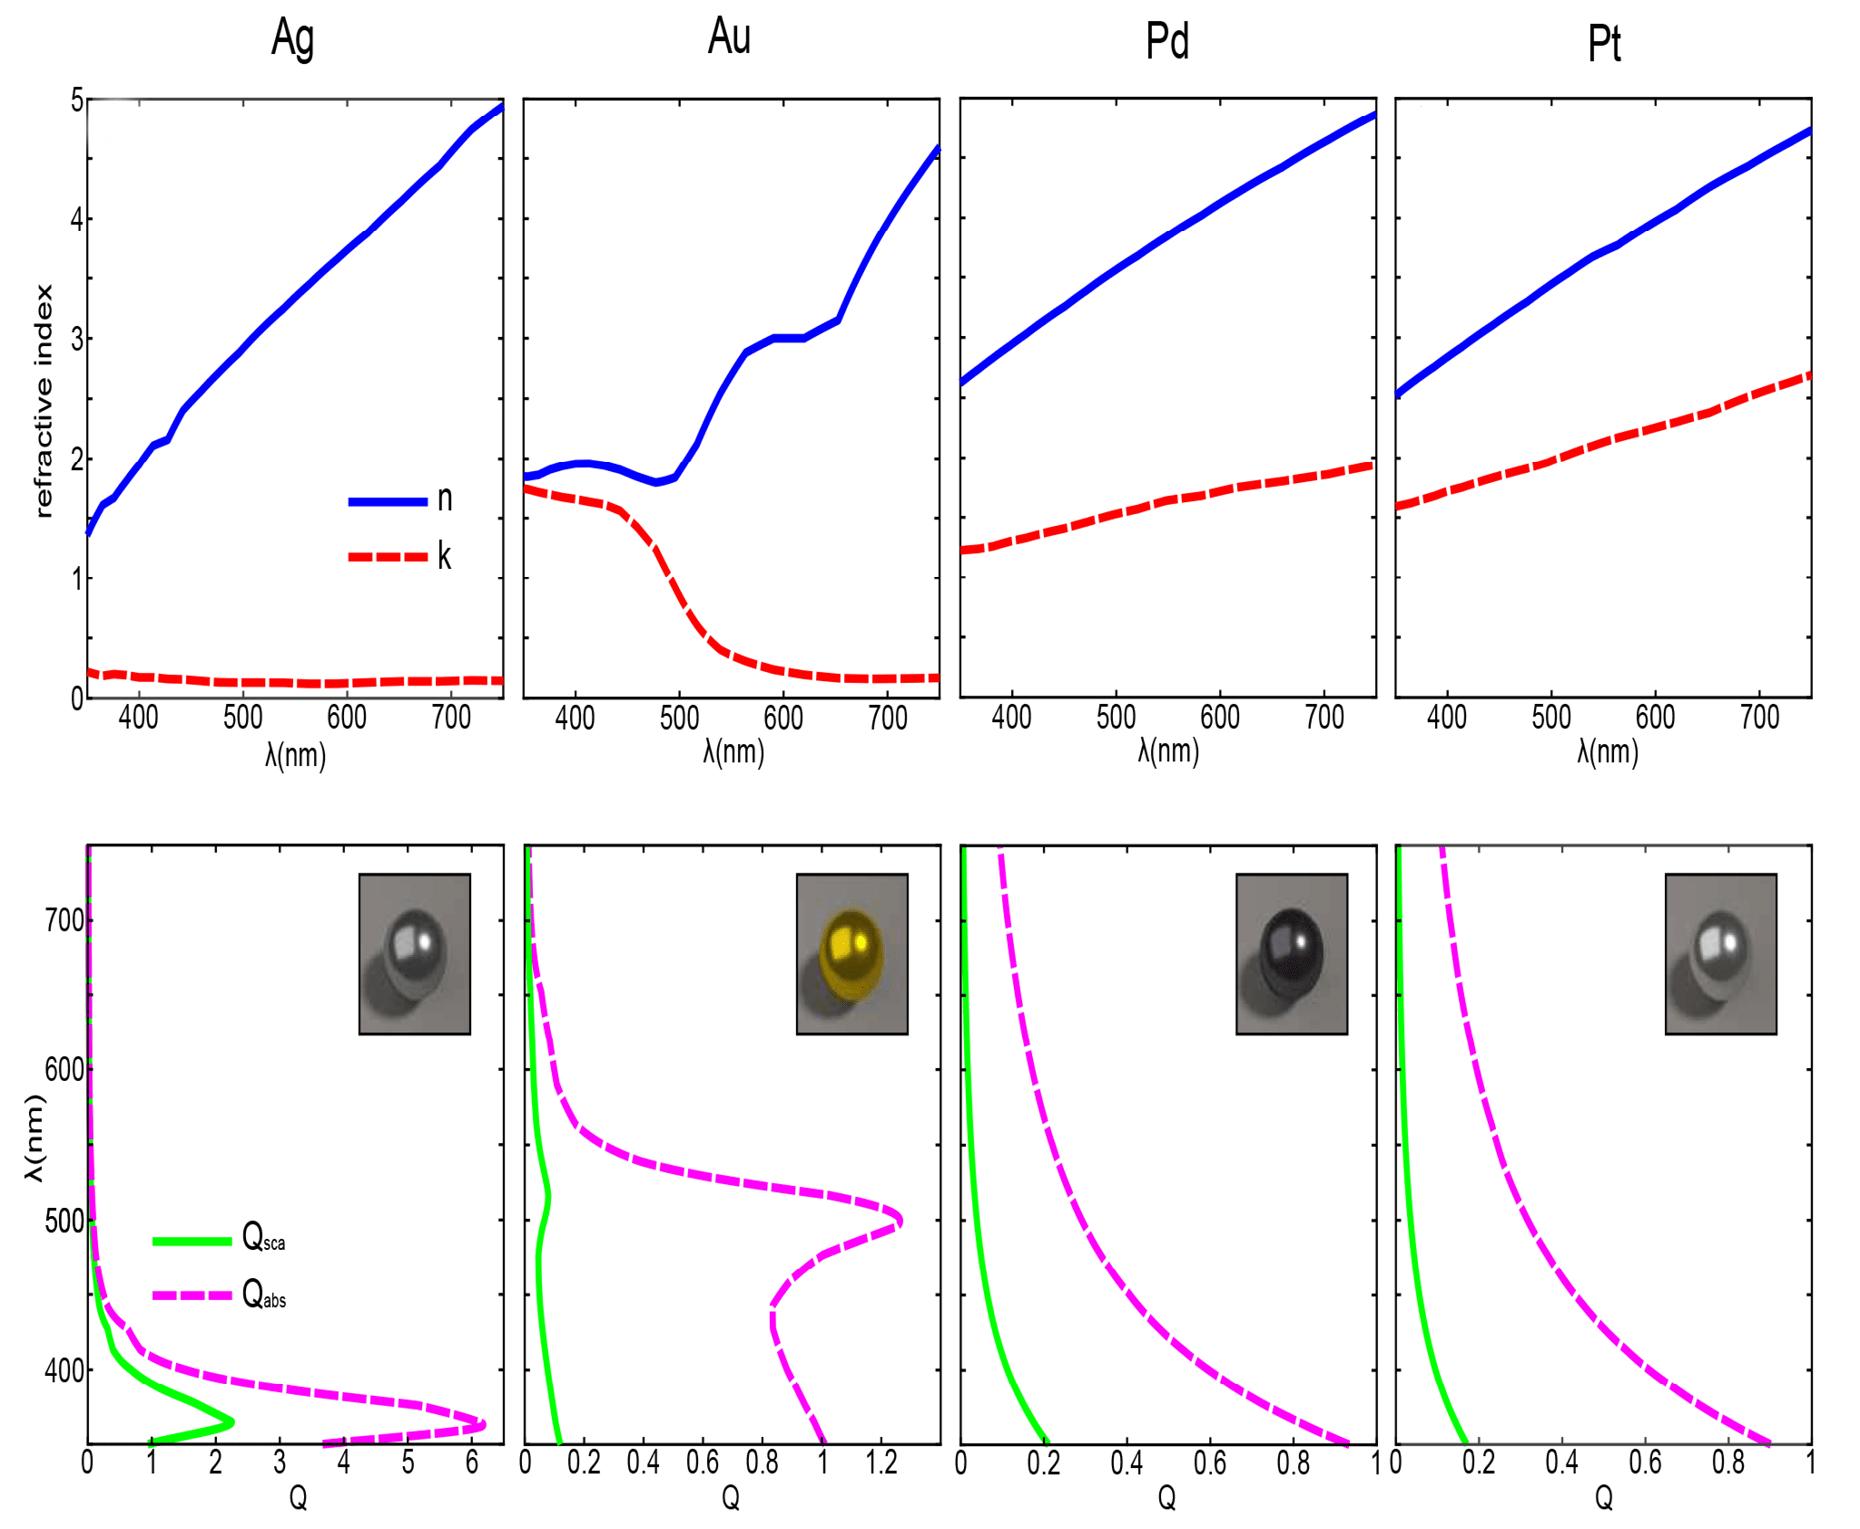 Ag Au Pd Pt
5
4
3
2
1
0
refractive index
n
k
400 500 600 700 400 500 600 700 400 500 600 700 400 500 600 700
λ(nm) λ(nm) λ(nm) λ(nm)
700
600
500
400
λ(nm)
Qsca
Qabs
0 1 2 3 4 5 6 0 0.2 0.4 0.6 0.8 1 1.2 0 0.2 0.4 0.6 0.8 1 0 0.2 0.4 0.6 0.8 1
Q Q Q Q